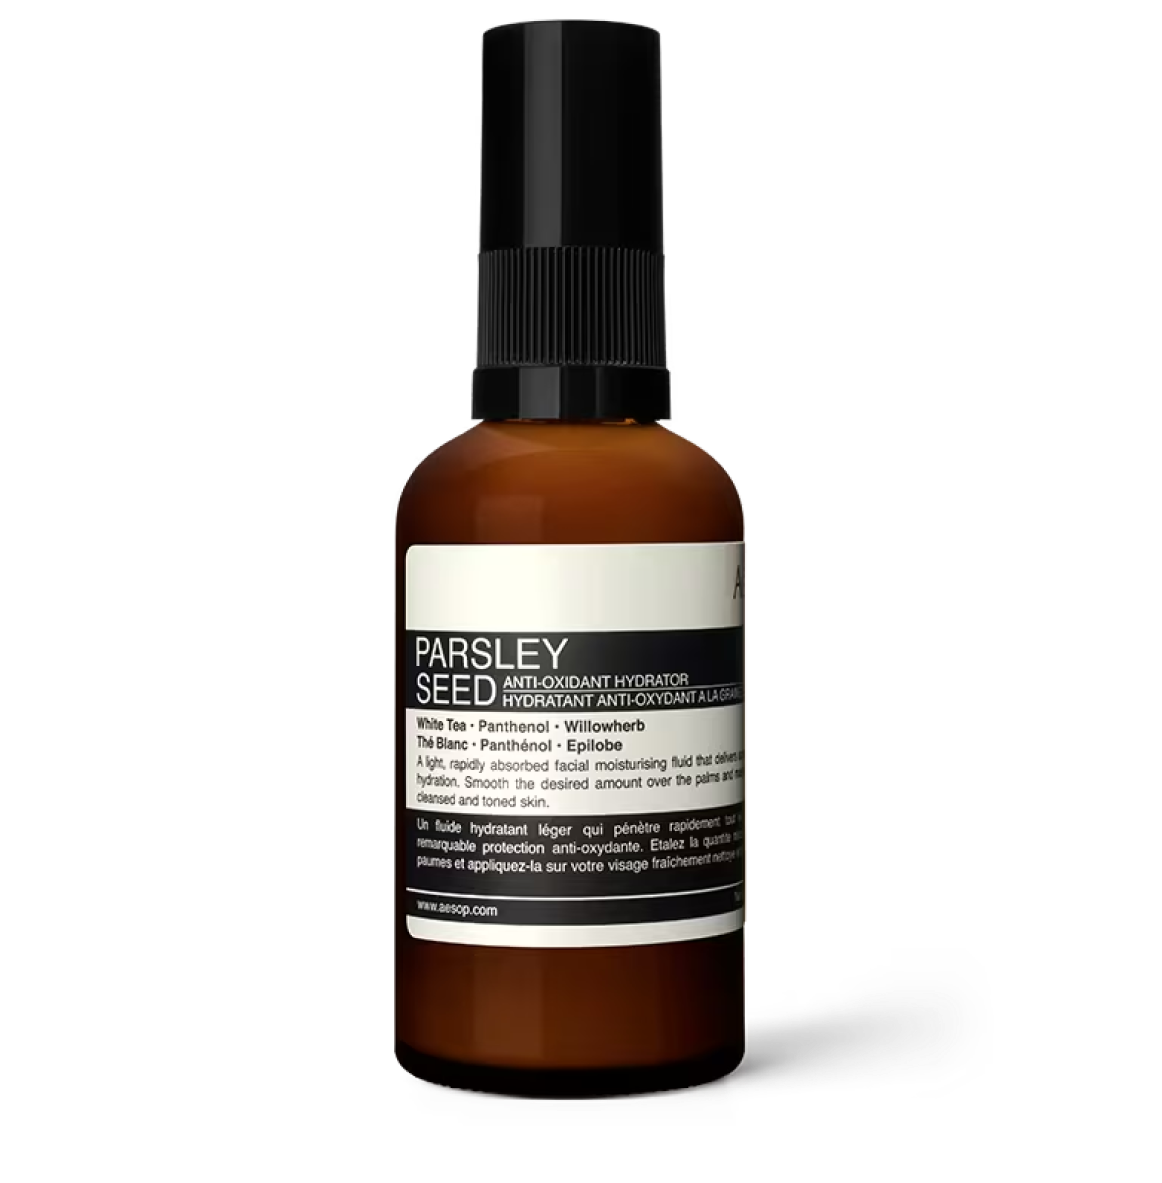 PARSLEY
SEED
ANTI-OXIDANT HYDRATOR
HYDRATANT ANTI-OXYDANT A LA
White Tea · Panthenol · Willowherb
Thé Blanc · Panthénol · Epilobe
A light, rapidly absorbed facial moisturising fluid that delivers
hydration. Smooth the desired amount over the palms and
cleansed and toned skin.
Un fluide hydratant léger qui pénètre rapidement tout
remarquable protection anti-oxydante. Etalez la quantité
paumes et appliquez-la sur votre visage fraîchement nettoyé
www.aesop.com